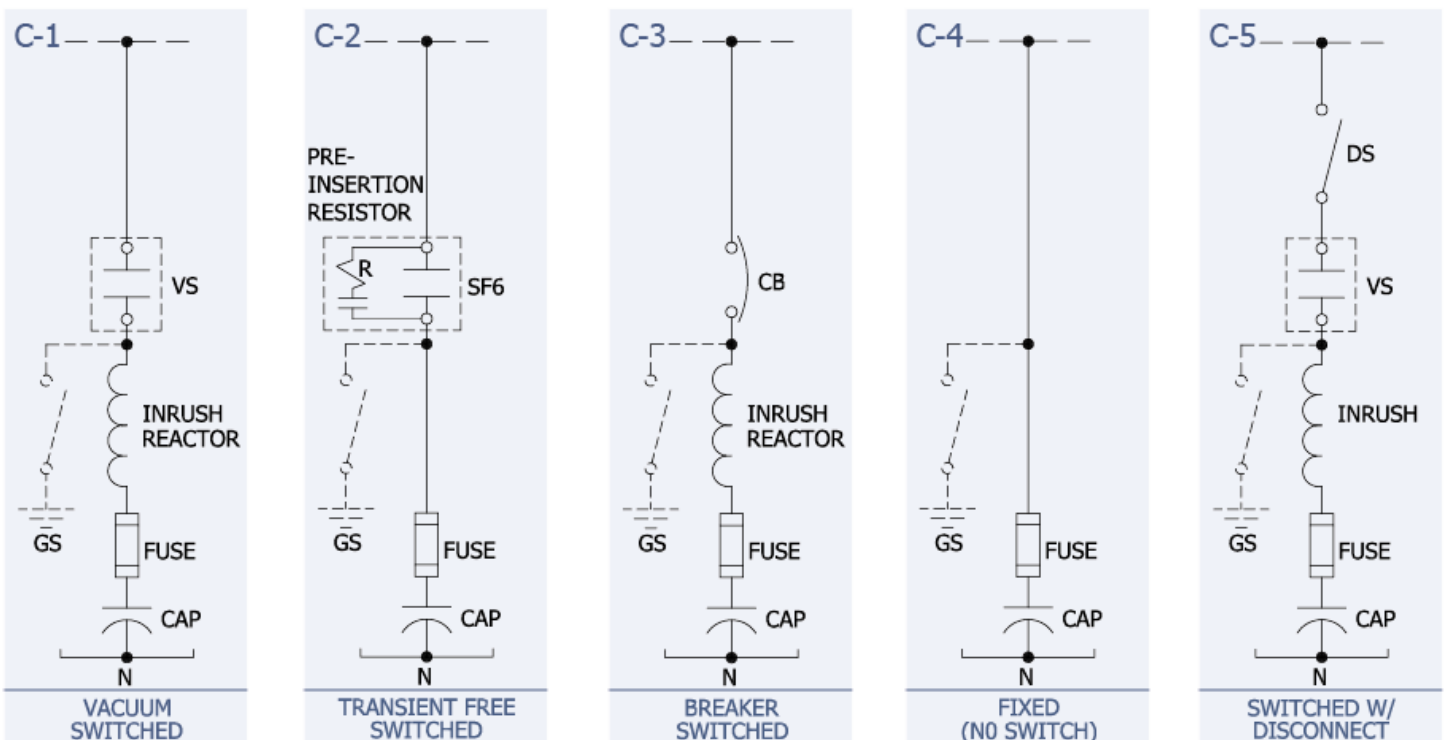 C-1
VS
INRUSH
REACTOR
GS
FUSE
CAP
N
VACUUM
SWITCHED
C-2
PRE-
INSERTION
RESISTOR
R
SF6
GS
FUSE
CAP
N
TRANSIENT FREE
SWITCHED
C-3
CB
INRUSH
REACTOR
GS
FUSE
CAP
N
BREAKER
SWITCHED
C-4
GS
FUSE
CAP
N
FIXED
(N0 SWITCH)
C-5
DS
VS
INRUSH
GS
FUSE
CAP
N
SWITCHED W/
DISCONNECT